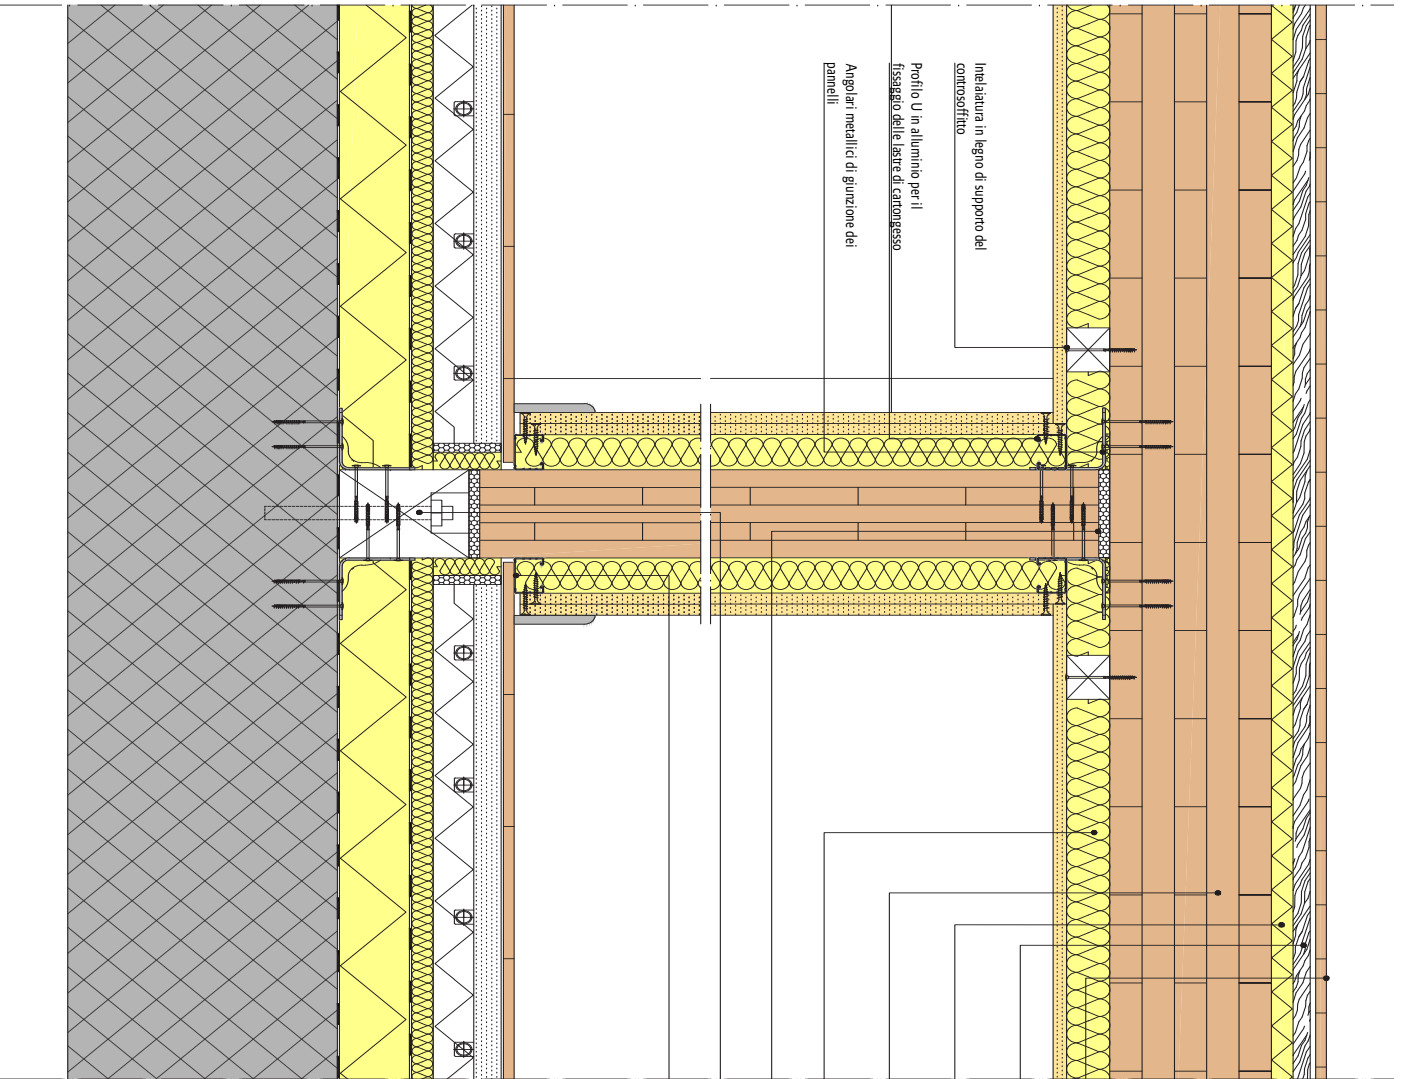 Intelaiatura in legno di supporto del
controsoffitto
Profilo U in alluminio per il
fissaggio delle lastre di cartongesso
Angolari metallici di giunzione dei
pannelli